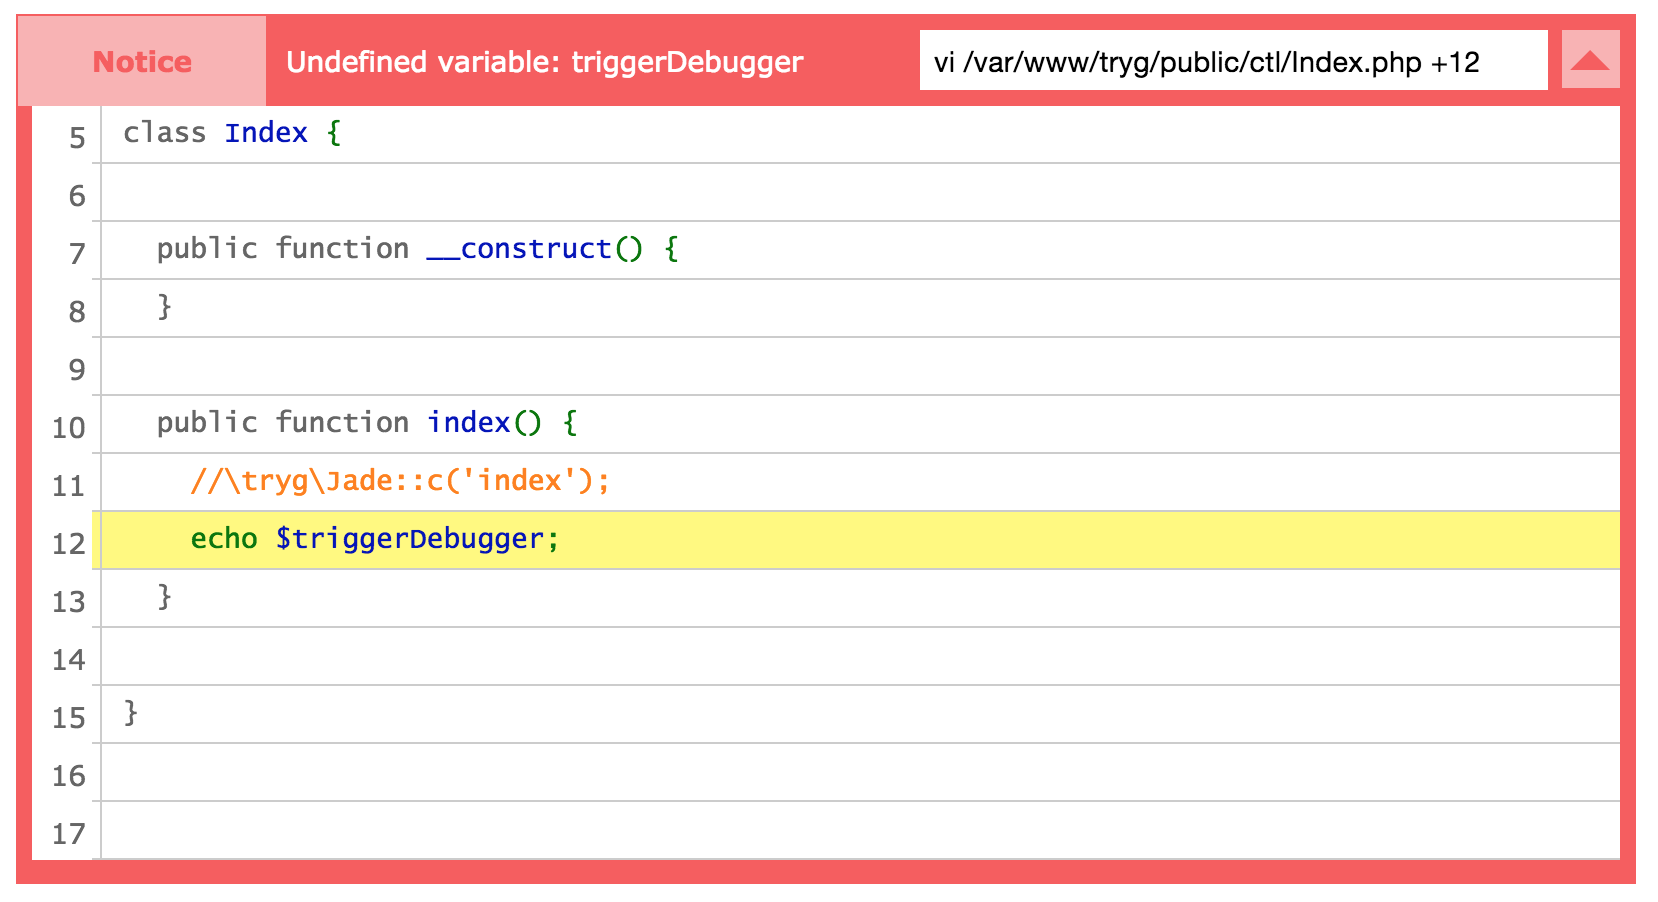 Notice Undefined variable: triggerDebugger vi /var/www/tryg/public/ctl/Index.php +12
5 class Index {
6
7   public function __construct() {
8   }
9
10   public function index() {
11     //\tryg\Jade::c('index');
12     echo $triggerDebugger;
13   }
14
15 }
16
17